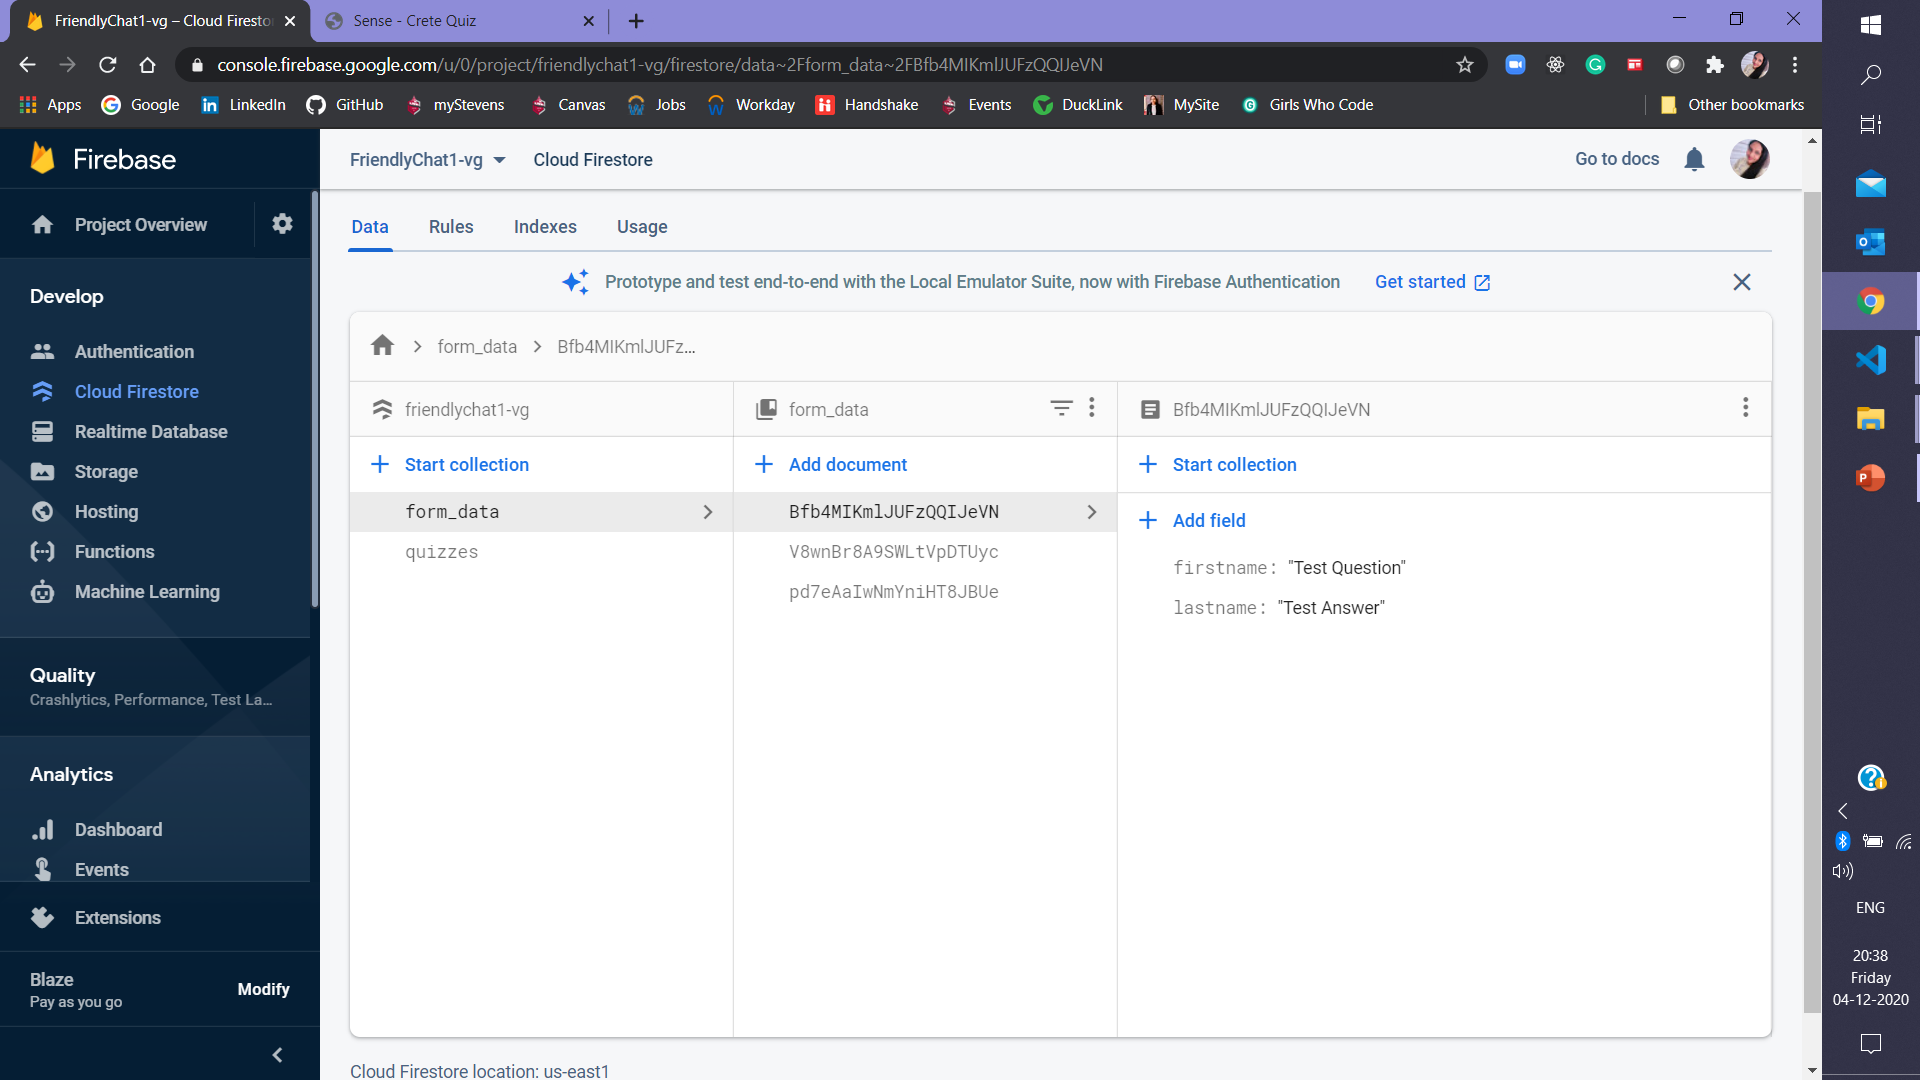 FriendlyChat1-vg – Cloud Firesto
Sense - Crete Quiz
console.firebase.google.com/u/0/project/friendlychat1-vg/firestore/data~2Fform_data~2FBfb4MIKmlJUFzQQIJeVN
Apps Google LinkedIn GitHub myStevens Canvas Jobs Workday Handshake Events DuckLink MySite Girls Who Code Other bookmarks
Firebase
Project Overview
Develop
Authentication
Cloud Firestore
Realtime Database
Storage
Hosting
Functions
Machine Learning
Quality
Crashlytics, Performance, Test La...
Analytics
Dashboard
Events
Extensions
Blaze
Pay as you go
Modify
FriendlyChat1-vg Cloud Firestore Go to docs
Data Rules Indexes Usage
Prototype and test end-to-end with the Local Emulator Suite, now with Firebase Authentication Get started
form_data Bfb4MIKmlJUFz...
friendlychat1-vg
Start collection
form_data
quizzes
form_data
Add document
Bfb4MIKmlJUFzQQIJeVN
V8wnBr8A9SWLtVpDTUyc
pd7eAaIwNmYniHT8JBUe
Bfb4MIKmlJUFzQQIJeVN
Start collection
Add field
firstname: "Test Question"
lastname: "Test Answer"
Cloud Firestore location: us-east1
ENG
20:38
Friday
04-12-2020